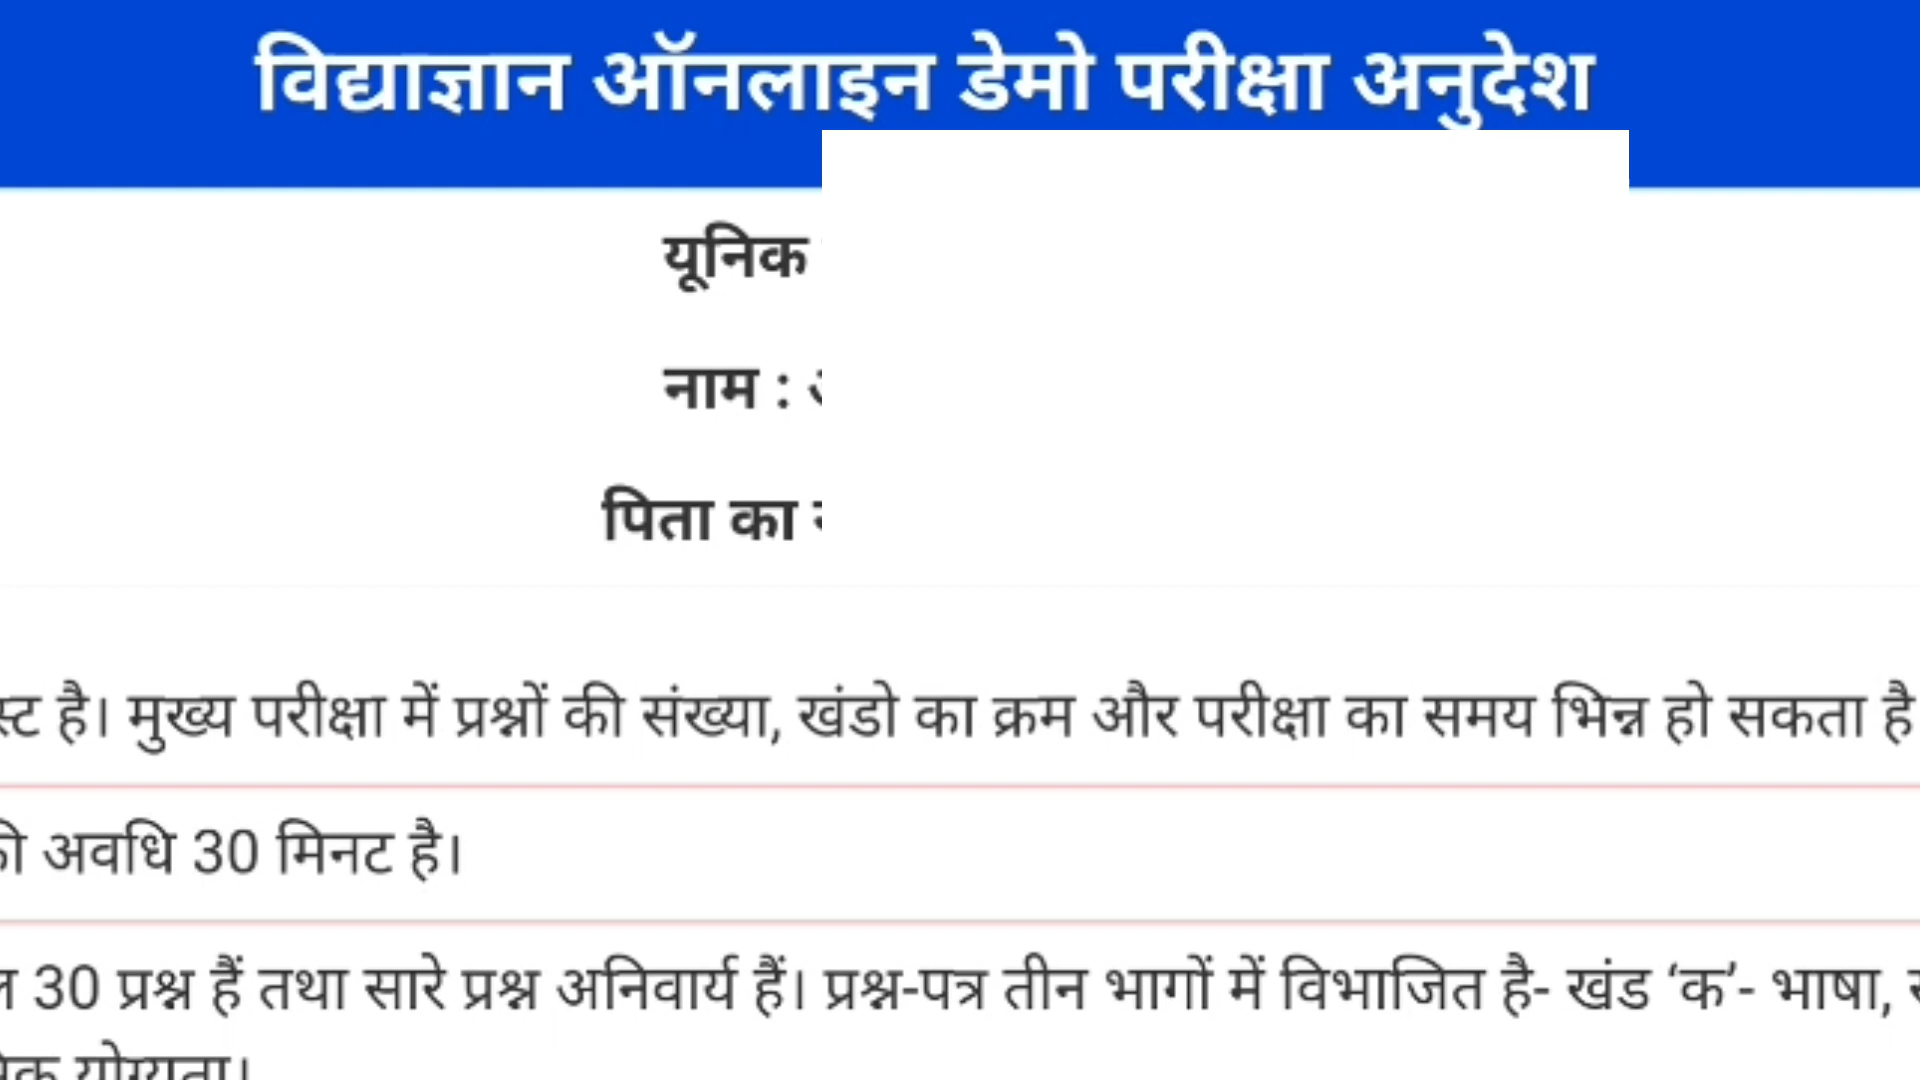 विद्याज्ञान ऑनलाइन डेमो परीक्षा अनुदेश
यूनिक
नाम :
पिता का
है। मुख्य परीक्षा में प्रश्नों की संख्या, खंडो का क्रम और परीक्षा का समय भिन्न हो सकता है
अवधि 30 मिनट है।
30 प्रश्न हैं तथा सारे प्रश्न अनिवार्य हैं। प्रश्न-पत्र तीन भागों में विभाजित है- खंड ‘क’- भाषा,
योग्यता।